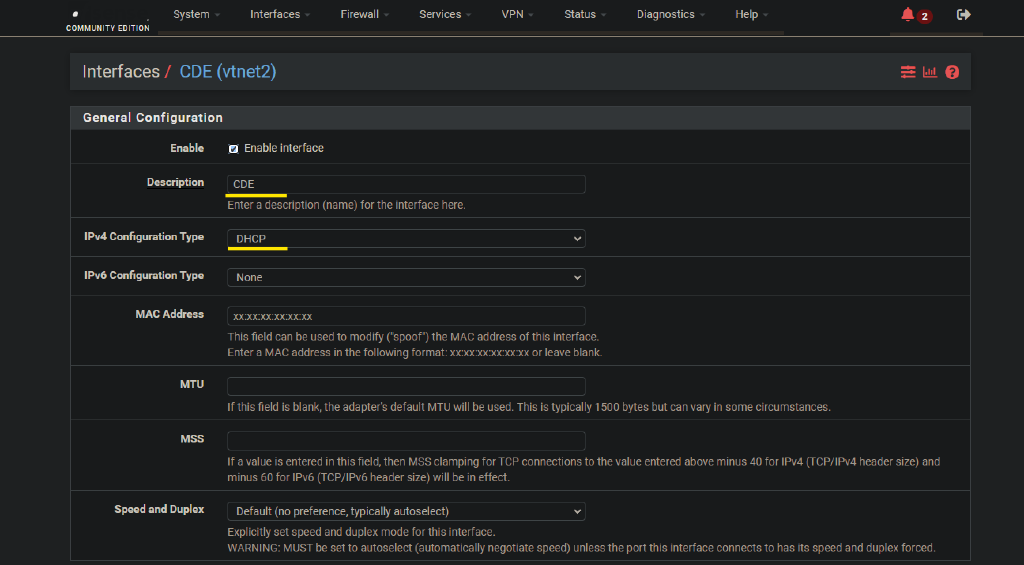 System Interfaces Firewall Services VPN Status Diagnostics Help 2
COMMUNITY EDITION
Interfaces / CDE (vtnet2)
General Configuration
Enable Enable interface
Description CDE
Enter a description (name) for the interface here.
IPv4 Configuration Type DHCP
IPv6 Configuration Type None
MAC Address xx:xx:xx:xx:xx:xx
This field can be used to modify ("spoof") the MAC address of this interface.
Enter a MAC address in the following format: xx:xx:xx:xx:xx:xx or leave blank.
MTU
If this field is blank, the adapter's default MTU will be used. This is typically 1500 bytes but can vary in some circumstances.
MSS
If a value is entered in this field, then MSS clamping for TCP connections to the value entered above minus 40 for IPv4 (TCP/IPv4 header size) and
minus 60 for IPv6 (TCP/IPv6 header size) will be in effect.
Speed and Duplex Default (no preference, typically autoselect)
Explicitly set speed and duplex mode for this interface.
WARNING: MUST be set to autoselect (automatically negotiate speed) unless the port this interface connects to has its speed and duplex forced.